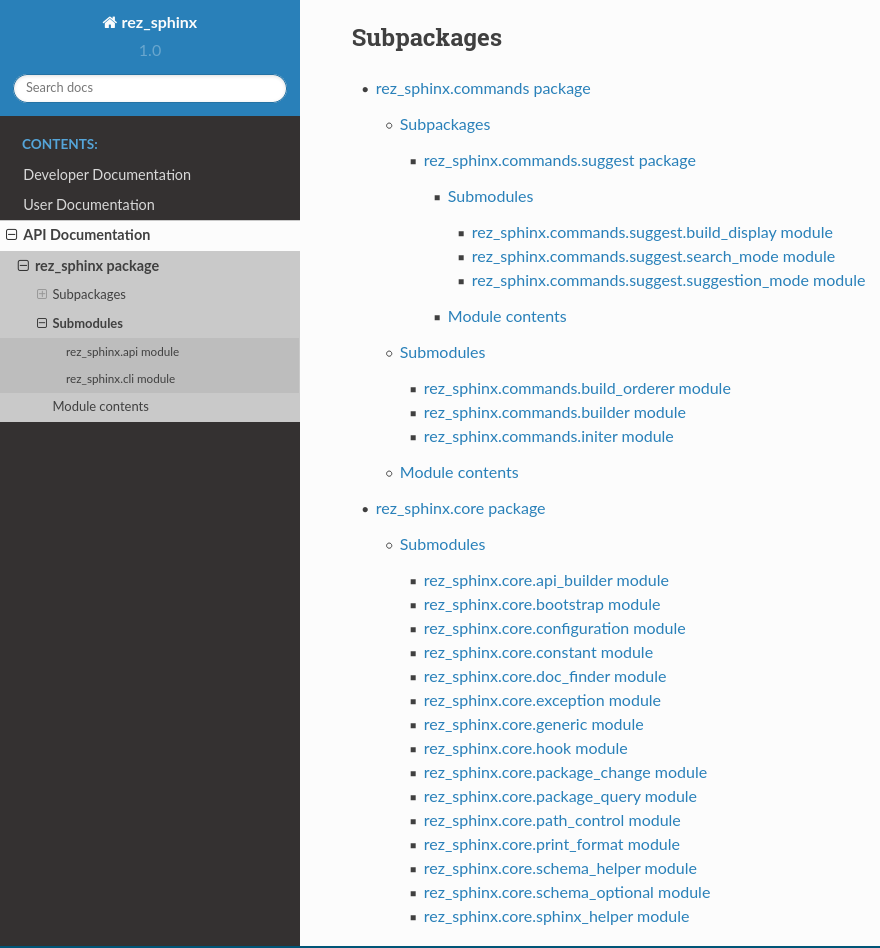 rez_sphinx
1.0
Search docs
CONTENTS:
Developer Documentation
User Documentation
API Documentation
rez_sphinx package
Subpackages
Submodules
rez_sphinx.api module
rez_sphinx.cli module
Module contents
Subpackages
rez_sphinx.commands package
Subpackages
rez_sphinx.commands.suggest package
Submodules
rez_sphinx.commands.suggest.build_display module
rez_sphinx.commands.suggest.search_mode module
rez_sphinx.commands.suggest.suggestion_mode module
Module contents
Submodules
rez_sphinx.commands.build_orderer module
rez_sphinx.commands.builder module
rez_sphinx.commands.initer module
Module contents
rez_sphinx.core package
Submodules
rez_sphinx.core.api_builder module
rez_sphinx.core.bootstrap module
rez_sphinx.core.configuration module
rez_sphinx.core.constant module
rez_sphinx.core.doc_finder module
rez_sphinx.core.exception module
rez_sphinx.core.generic module
rez_sphinx.core.hook module
rez_sphinx.core.package_change module
rez_sphinx.core.package_query module
rez_sphinx.core.path_control module
rez_sphinx.core.print_format module
rez_sphinx.core.schema_helper module
rez_sphinx.core.schema_optional module
rez_sphinx.core.sphinx_helper module